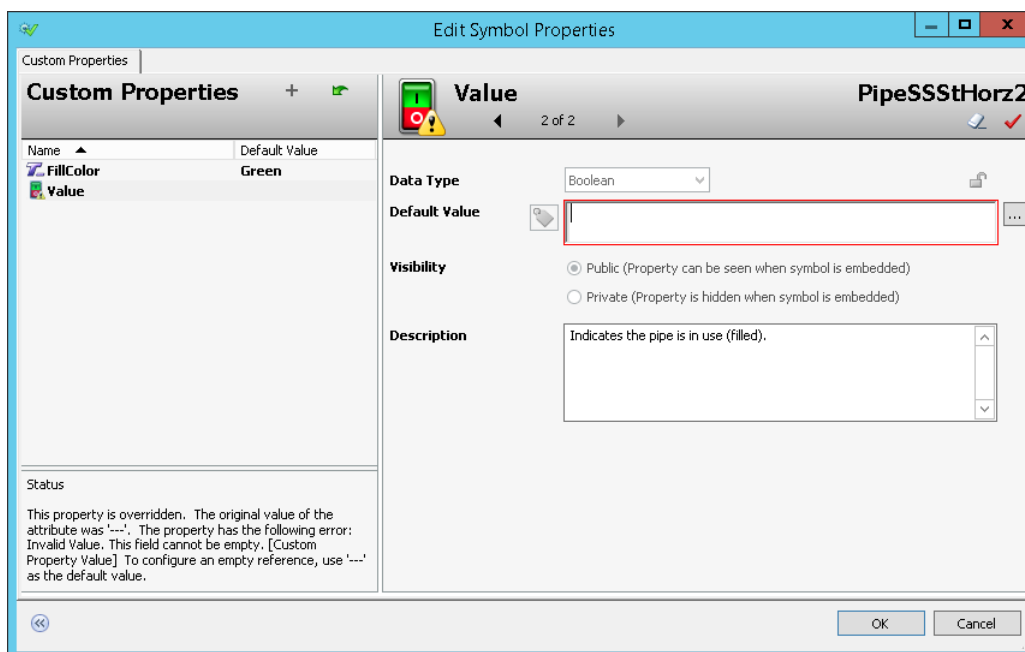 Edit Symbol Properties
Custom Properties
Custom Properties
Name Default Value
FillColor Green
Value
Status
This property is overridden. The original value of the
attribute was '---'. The property has the following error:
Invalid Value. This field cannot be empty. [Custom
Property Value] To configure an empty reference, use '---'
as the default value.
Value PipeSSStHorz2
2 of 2
Data Type Boolean
Default Value ...
Visibility Public (Property can be seen when symbol is embedded)
Private (Property is hidden when symbol is embedded)
Description Indicates the pipe is in use (filled).
OK Cancel